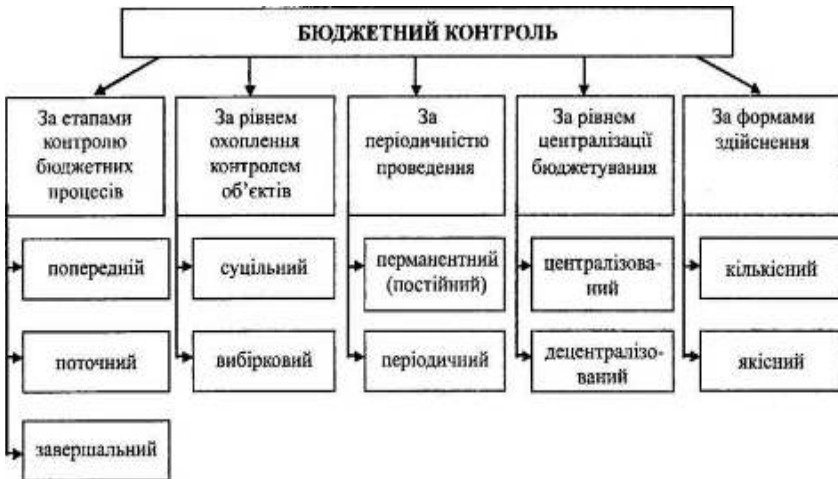 БЮДЖЕТНИЙ КОНТРОЛЬ
За етапами
контролю
бюджетних
процесів
попередній
поточний
завершальний
За рівнем
охоплення
контролем
об’єктів
суцільний
вибірковий
За
періодичністю
проведення
перманентний
(постійний)
періодичний
За рівнем
централізації
бюджетування
централізова-
ний
децентралізо-
ваний
За формами
здійснення
кількісний
якісний